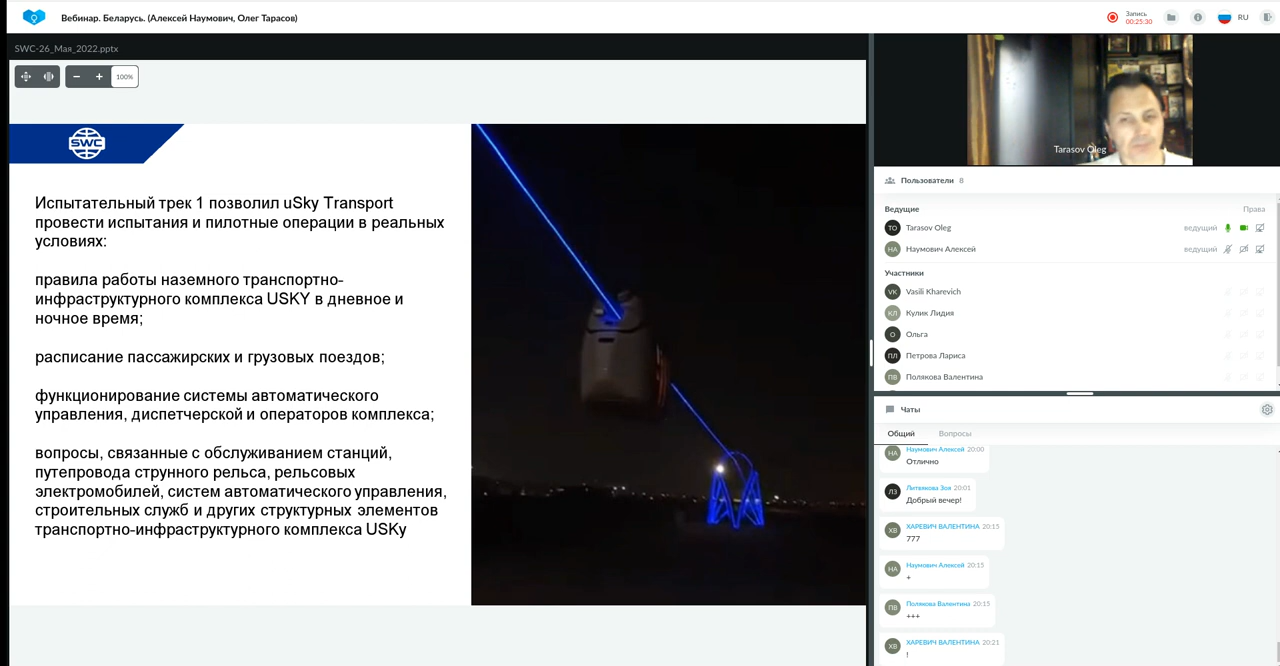 Вебинар. Беларусь. (Алексей Наумович, Олег Тарасов)
Запись
00:25:30
RU
SWC-26_Мая_2022.pptx
100%
SWC
Испытательный трек 1 позволил uSky Transport
провести испытания и пилотные операции в реальных
условиях:
правила работы наземного транспортно-
инфраструктурного комплекса USKY в дневное и
ночное время;
расписание пассажирских и грузовых поездов;
функционирование системы автоматического
управления, диспетчерской и операторов комплекса;
вопросы, связанные с обслуживанием станций,
путепровода струнного рельса, рельсовых
электромобилей, систем автоматического управления,
строительных служб и других структурных элементов
транспортно-инфраструктурного комплекса USKy
Tarasov Oleg
Пользователи 8
Ведущие Права
TO Tarasov Oleg ведущий
НА Наумович Алексей ведущий
Участники
VK Vasili Kharevich
КЛ Кулик Лидия
О Ольга
ПЛ Петрова Лариса
ПВ Полякова Валентина
Чаты
Общий Вопросы
НА Наумович Алексей 20:00
Отлично
ЛЗ Литвякова Зоя 20:01
Добрый вечер!
ХВ ХАРЕВИЧ ВАЛЕНТИНА 20:15
777
НА Наумович Алексей 20:15
+
ПВ Полякова Валентина 20:15
+++
ХВ ХАРЕВИЧ ВАЛЕНТИНА 20:21
!